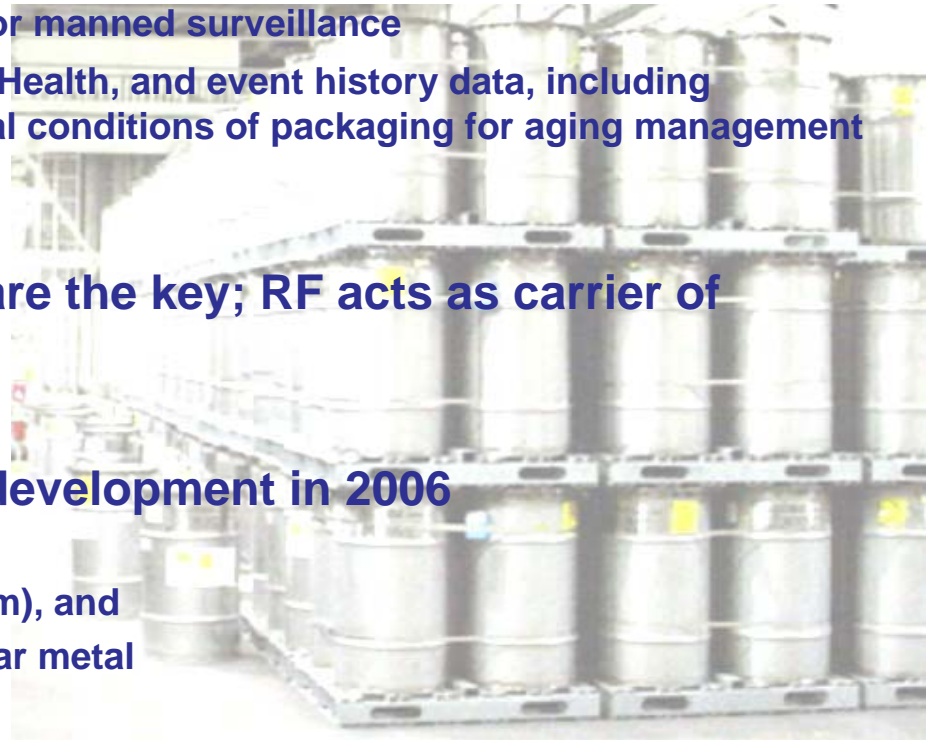 or manned surveillance
Health, and event history data, including
al conditions of packaging for aging management
are the key; RF acts as carrier of
development in 2006
m), and
ar metal